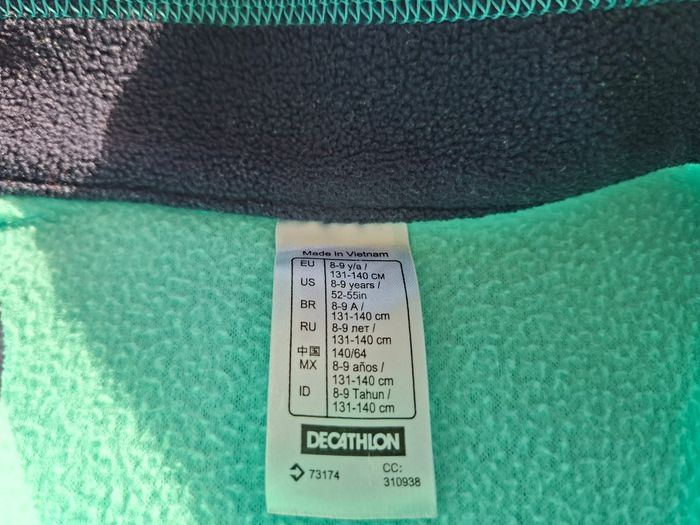 Made in Vietnam
EU 8-9 y/a /
131-140 CM
US 8-9 years /
52-55in
BR 8-9 A /
131-140 cm
RU 8-9 лет /
131-140 cm
中国 140/64
MX 8-9 años /
131-140 cm
ID 8-9 Tahun /
131-140 cm
DECATHLON
73174 CC:
310938